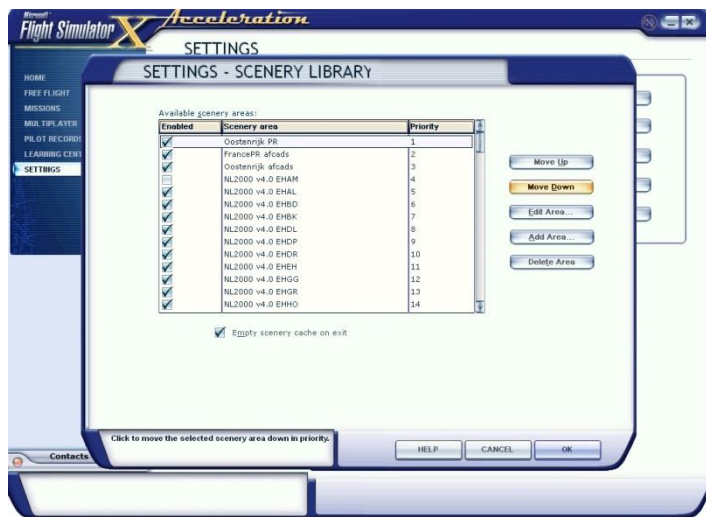 Microsoft
Flight Simulator X Acceleration
SETTINGS
SETTINGS - SCENERY LIBRARY
HOME
FREE FLIGHT
MISSIONS
MULTIPLAYER
PILOT RECORDS
LEARNING CENT
SETTINGS
Available scenery areas:
Enabled Scenery area Priority
Oostenrijk PR 1
FrancePR afcads 2
Oostenrijk afcads 3
NL2000 v4.0 EHAM 4
NL2000 v4.0 EHAL 5
NL2000 v4.0 EHBD 6
NL2000 v4.0 EHBK 7
NL2000 v4.0 EHDL 8
NL2000 v4.0 EHDP 9
NL2000 v4.0 EHDR 10
NL2000 v4.0 EHEH 11
NL2000 v4.0 EHGG 12
NL2000 v4.0 EHGR 13
NL2000 v4.0 EHHO 14
Move Up
Move Down
Edit Area...
Add Area...
Delete Area
Empty scenery cache on exit
Click to move the selected scenery area down in priority.
HELP CANCEL OK
Contacts